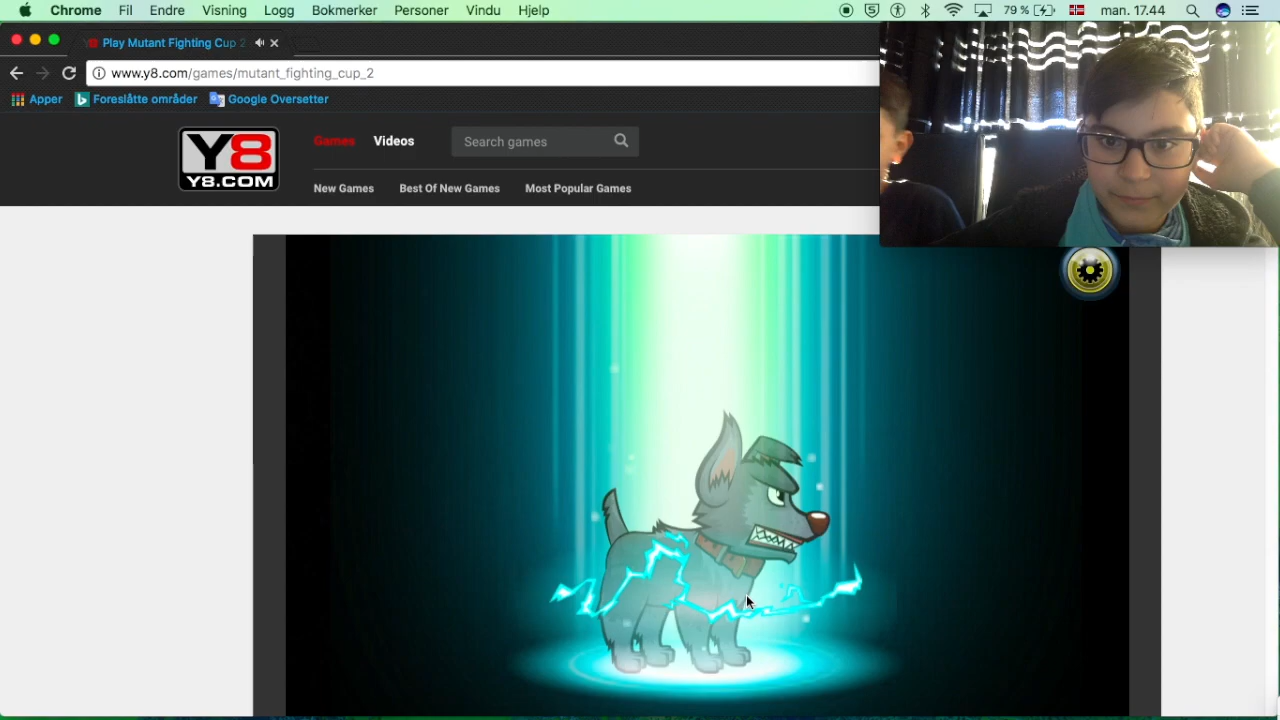 Chrome Fil Endre Visning Logg Bokmerker Personer Vindu Hjelp 5 79 % man. 17.44
Play Mutant Fighting Cup 2
www.y8.com/games/mutant_fighting_cup_2
Apper Foreslåtte områder Google Oversetter
Y8
Y8.COM
Games Videos Search games
New Games Best Of New Games Most Popular Games